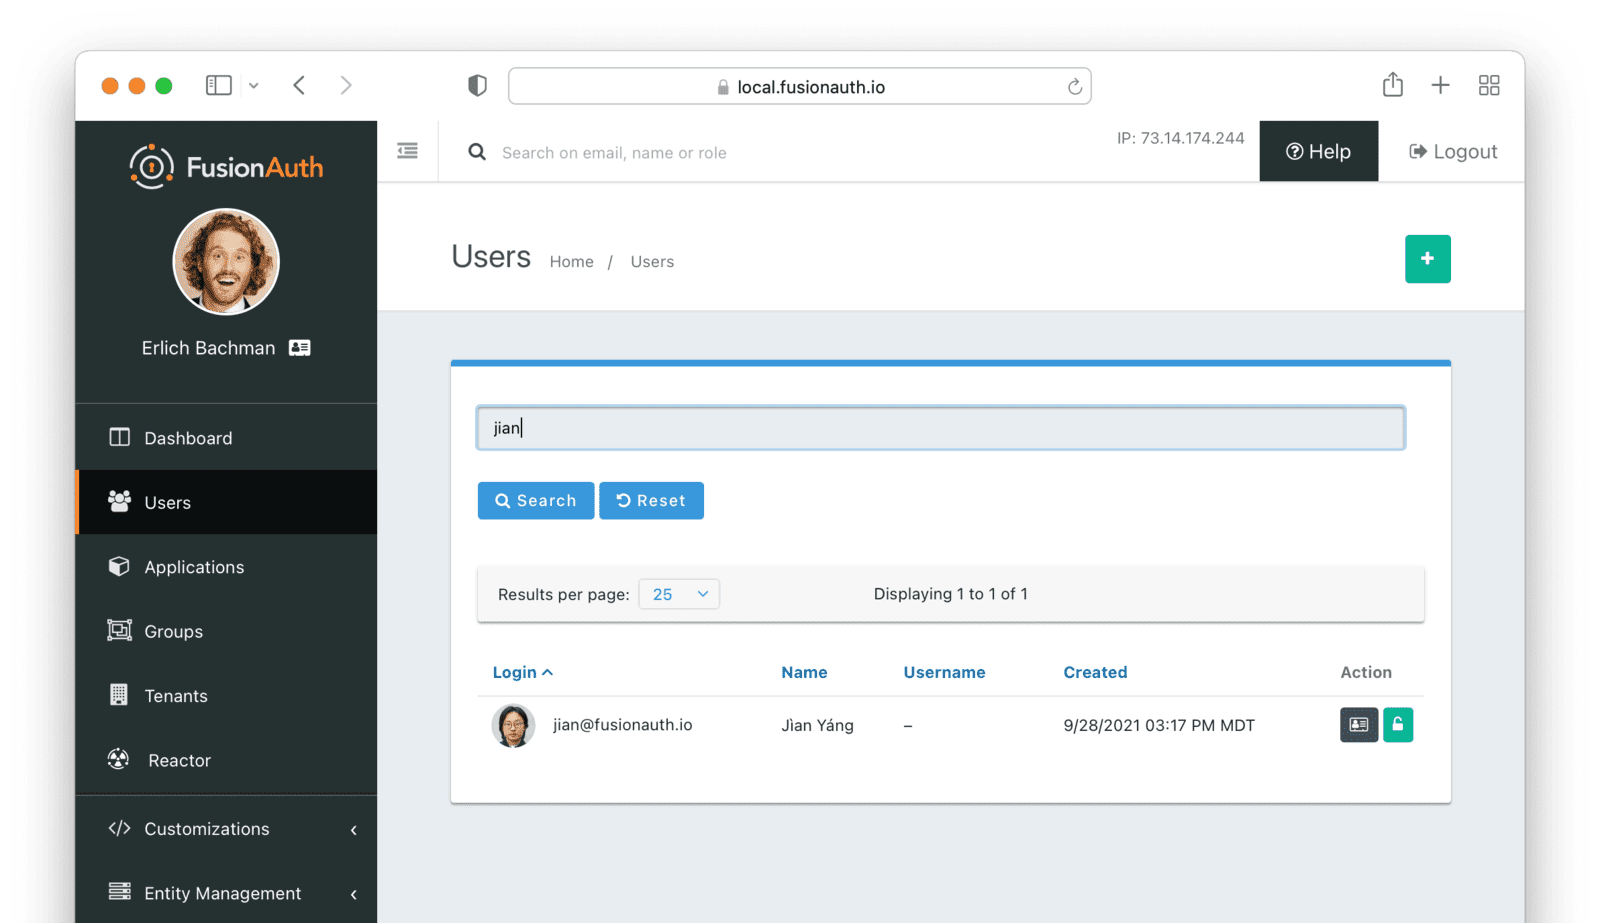 local.fusionauth.io
FusionAuth
Search on email, name or role
IP: 73.14.174.244
Help
Logout
Erlich Bachman
Dashboard
Users
Applications
Groups
Tenants
Reactor
Customizations
Entity Management
Users Home / Users
jian
Search Reset
Results per page: 25 Displaying 1 to 1 of 1
Login Name Username Created Action
jian@fusionauth.io Jìan Yáng – 9/28/2021 03:17 PM MDT